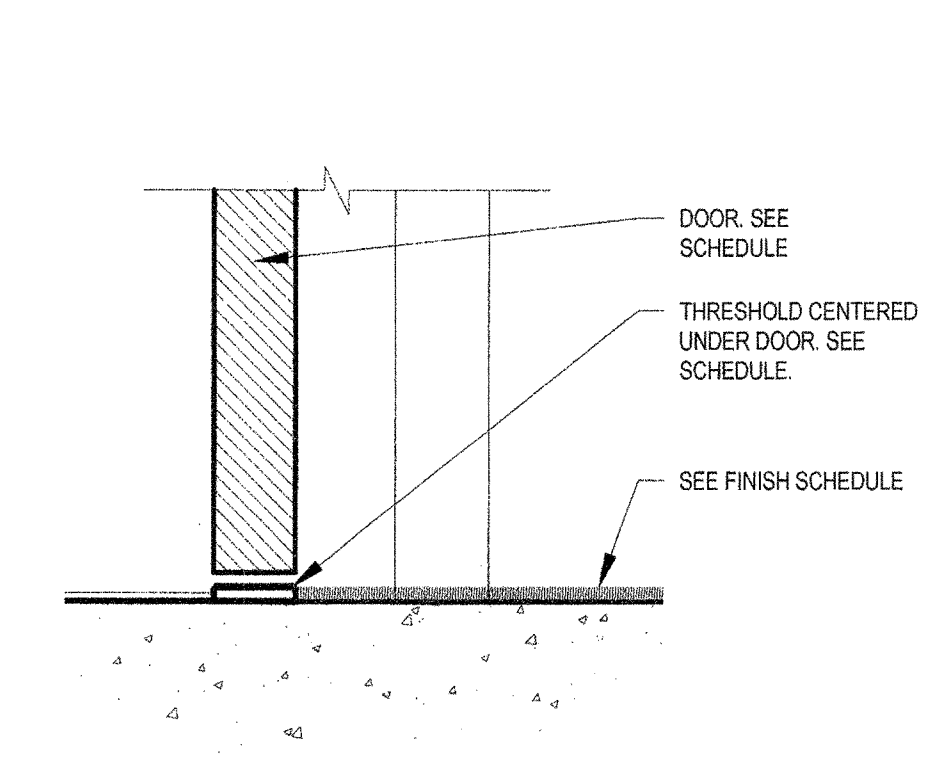 DOOR. SEE
SCHEDULE
THRESHOLD CENTERED
UNDER DOOR. SEE
SCHEDULE.
SEE FINISH SCHEDULE